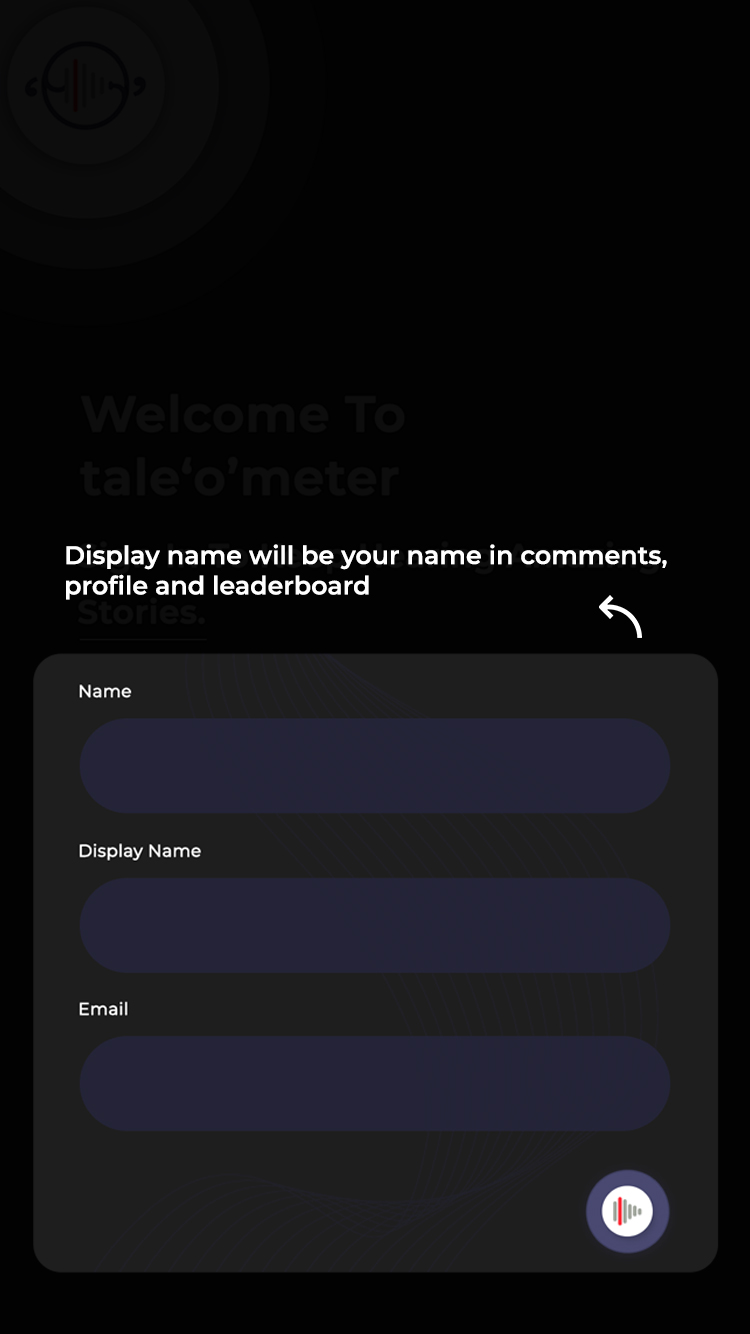 Welcome To
tale‘o’meter
Display name will be your name in comments,
profile and leaderboard
Stories.
Name
Display Name
Email